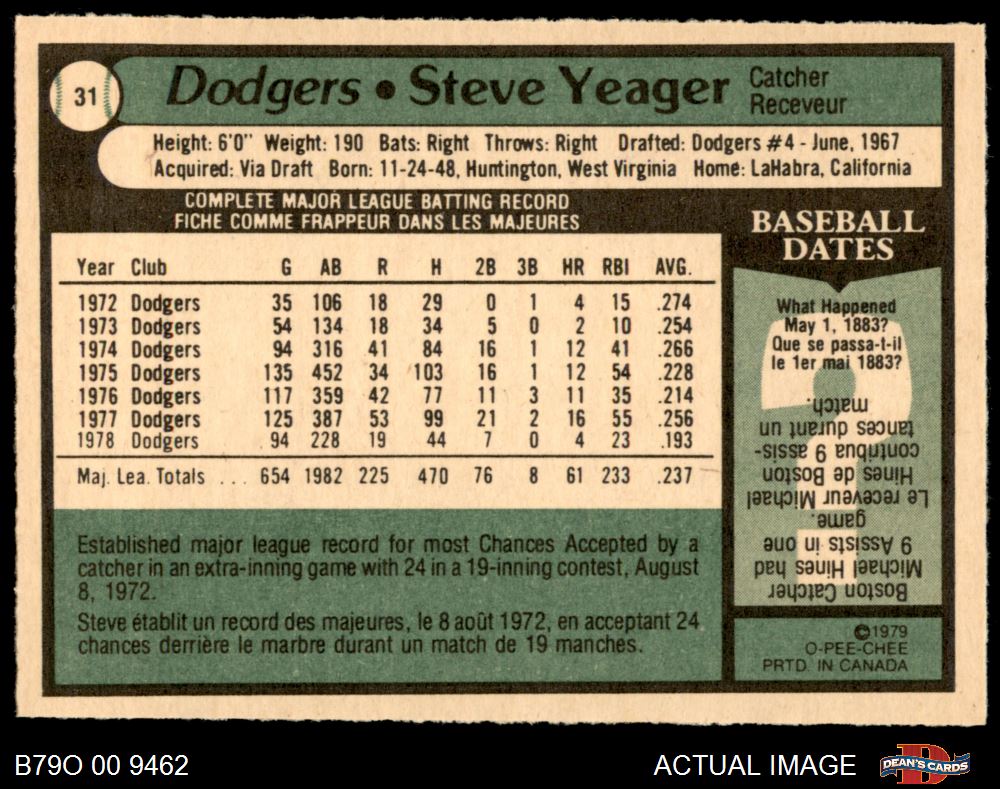 31
Dodgers • Steve Yeager
Catcher
Receveur
Height: 6'0" Weight: 190 Bats: Right Throws: Right Drafted: Dodgers #4 - June, 1967
Acquired: Via Draft Born: 11-24-48, Huntington, West Virginia Home: LaHabra, California
COMPLETE MAJOR LEAGUE BATTING RECORD
FICHE COMME FRAPPEUR DANS LES MAJEURES
Year Club G AB R H 2B 3B HR RBI AVG.
1972 Dodgers 35 106 18 29 0 1 4 15 .274
1973 Dodgers 54 134 18 34 5 0 2 10 .254
1974 Dodgers 94 316 41 84 16 1 12 41 .266
1975 Dodgers 135 452 34 103 16 1 12 54 .228
1976 Dodgers 117 359 42 77 11 3 11 35 .214
1977 Dodgers 125 387 53 99 21 2 16 55 .256
1978 Dodgers 94 228 19 44 7 0 4 23 .193
Maj. Lea. Totals ... 654 1982 225 470 76 8 61 233 .237
Established major league record for most Chances Accepted by a
catcher in an extra-inning game with 24 in a 19-inning contest, August
8, 1972.
Steve établit un record des majeures, le 8 août 1972, en acceptant 24
chances derrière le marbre durant un match de 19 manches.
BASEBALL
DATES
What Happened
May 1, 1883?
Que se passa-t-il
le 1er mai 1883?
Boston Catcher
Michael Hines had
9 Assists in one
game.
Le receveur Michael
Hines de Boston
contribua 9 assis-
tances durant un
match.
©1979
O-PEE-CHEE
PRTD. IN CANADA
B79O 00 9462
ACTUAL IMAGE
D
DEAN'S CARDS